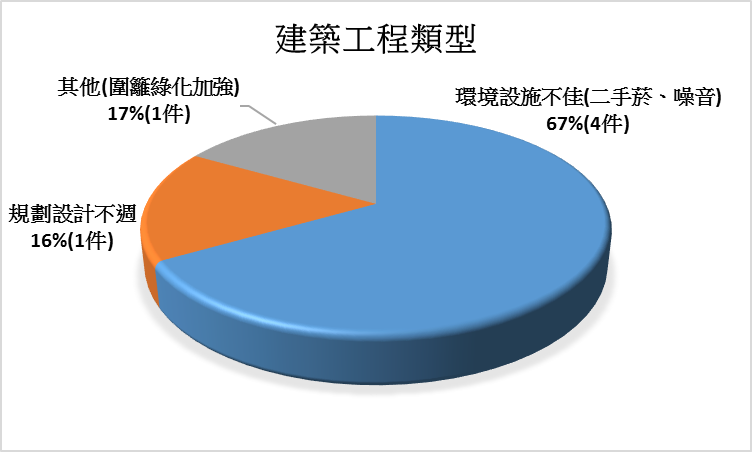 建築工程類型
其他(圍籬綠化加強)
17%(1件)
環境設施不佳(二手菸、噪音)
67%(4件)
規劃設計不週
16%(1件)